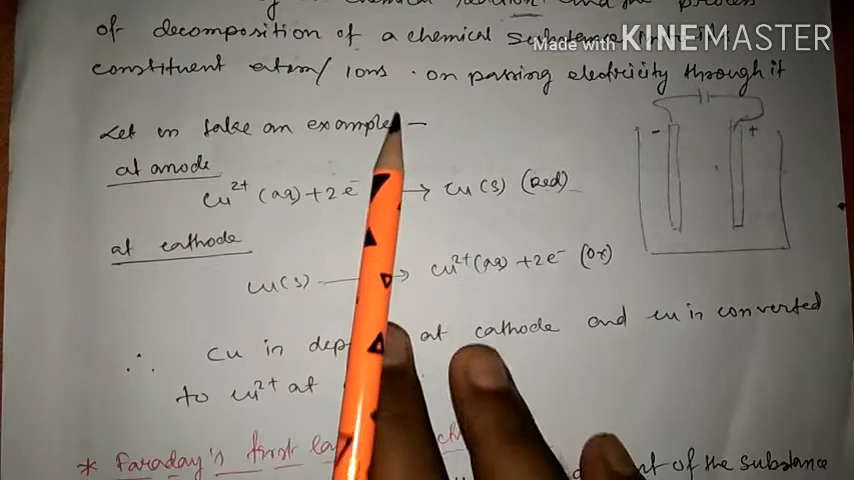 of decomposition of a chemical substance
Made with KINEMASTER
constituent atom/ ions. on passing electricity through it
Let us take an example —
at anode
Cu²⁺ (aq) + 2e⁻ → Cu(s) (Red)
at cathode
Cu(s) → Cu²⁺(aq) + 2e⁻ (Ox)
- +
∴ Cu is at cathode and Cu is converted
to Cu²⁺ at
* Faraday's first of the substance